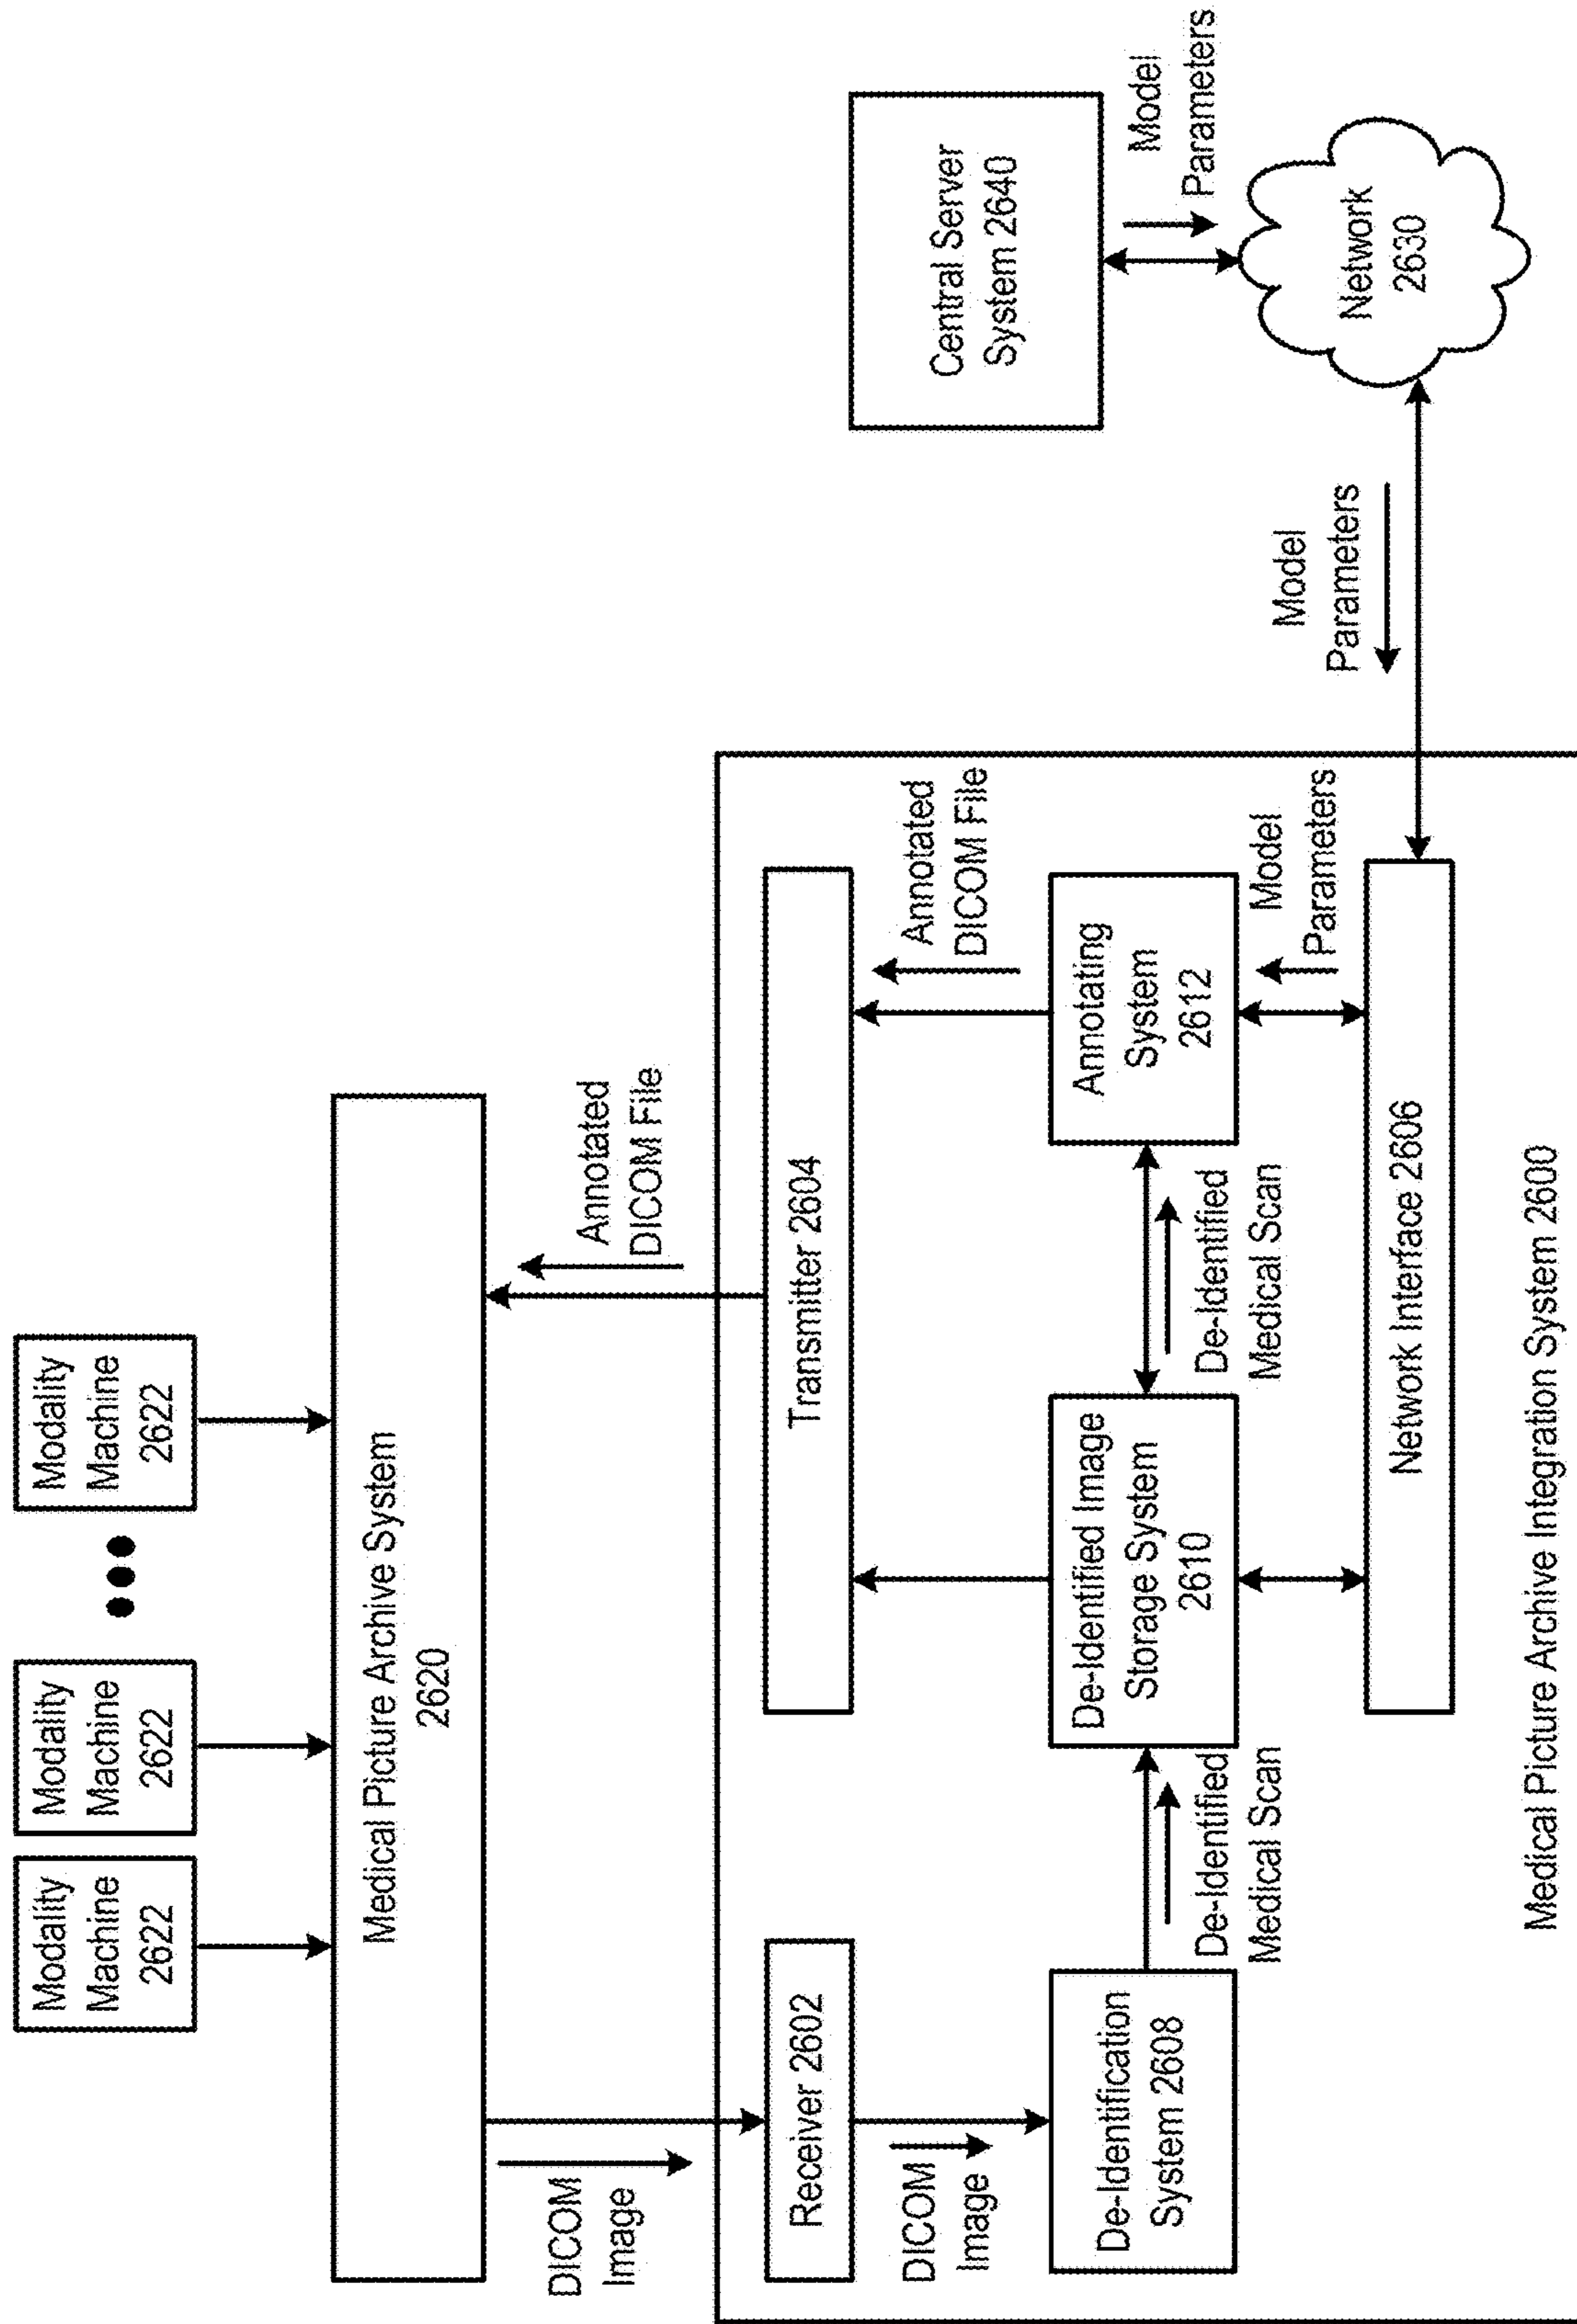 Modality
Machine
2622
Modality
Machine
2622
Modality
Machine
2622
Medical Picture Archive System
2620
DICOM
Image
Annotated
DICOM File
Receiver 2602
Transmitter 2604
DICOM
Image
Annotated
DICOM File
De-Identification
System 2608
De-Identified Image
Storage System
2610
Annotating
System
2612
De-Identified
Medical Scan
De-Identified
Medical Scan
Model
Parameters
Network Interface 2606
Medical Picture Archive Integration System 2600
Model
Parameters
Central Server
System 2640
Model
Parameters
Network
2630